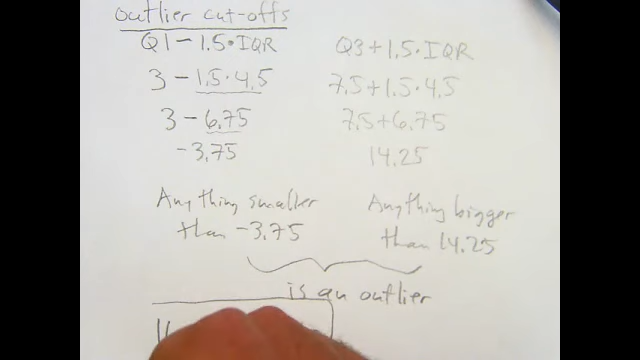 outlier cut-offs
Q1 - 1.5•IQR
3 - 1.5•4.5
3 - 6.75
-3.75
Anything smaller
than -3.75
Q3 + 1.5•IQR
7.5 + 1.5•4.5
7.5 + 6.75
14.25
Anything bigger
than 14.25
is an outlier